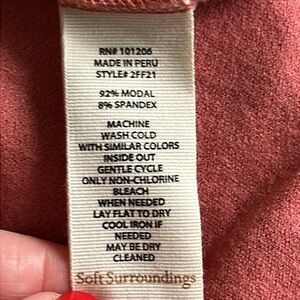 RN# 101206
MADE IN PERU
STYLE# 2FF21
92% MODAL
8% SPANDEX
MACHINE
WASH COLD
WITH SIMILAR COLORS
INSIDE OUT
GENTLE CYCLE
ONLY NON-CHLORINE
BLEACH
WHEN NEEDED
LAY FLAT TO DRY
COOL IRON IF
NEEDED
MAY BE DRY
CLEANED
Soft Surroundings